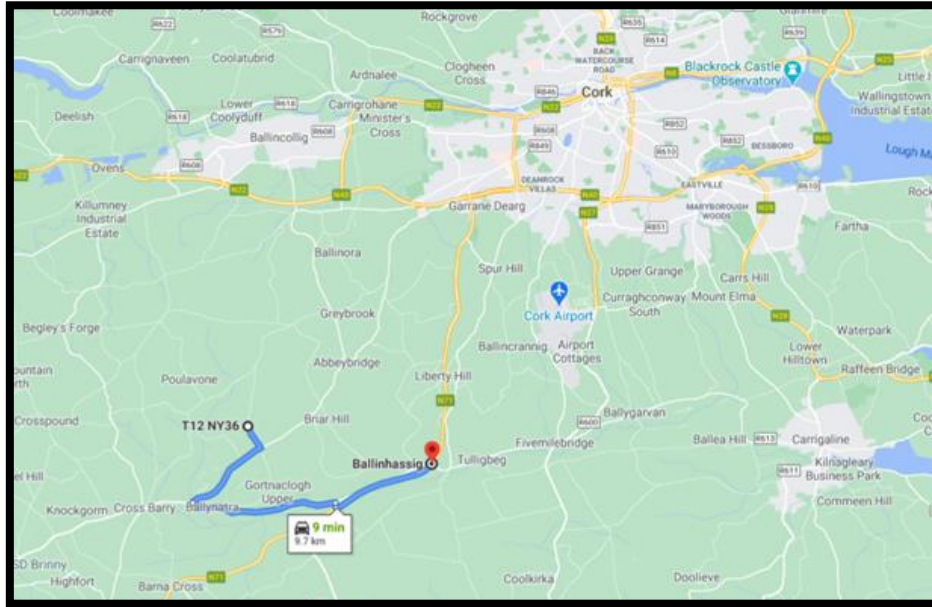 Coolmakee
R622
R579
Rockgrove
R635
N20
R614
Glanmire
R639
Carrignaveen
Coolatubrid
Clogheen
Cross
BACK
WATERCOURSE
ROAD
Blackrock Castle
Observatory
N8
N25
Ardnalee
R846
Cork
Little I
Deelish
Lower
Coolyduff
R618
R618
Carrigrohane
N22
N22
Wallingstown
Industrial Estate
Minister's
Cross
Ballincollig
R608
R608
R849
R852
R610
R852
BESSBORO
N40
Lough Ma
Ovens
R608
N22
N22
N40
DEANROCK
VILLAS
N40
EASTVILLE
R610
Killumney
Industrial
Estate
Garrane Dearg
N27
MARYBOROUGH
WOODS
N28
Rock
R851
Fartha
Ballinora
Spur Hill
Upper Grange
Carrs Hill
Cork Airport
Curraghconway
South
Mount Elma
Greybrook
N28
Begley's Forge
Ballincrannig
Airport
Cottages
Waterpark
Abbeybridge
Lower
Hilltown
Raffeen Bridge
Poulavone
Liberty Hill
N71
Crosspound
T12 NY36
Briar Hill
R600
Ballygarvan
Ballea Hill
R613
Carrigaline
Fivemilebridge
Ballinhassig
Tulligbeg
R611
Kilnagleary
Business Park
Gortnaclogh
Upper
Knockgorm
Cross Barry
Ballynatra
Commeen Hill
9 min
9.7 km
SD Brinny
Highfort
Barna Cross
N71
Coolkirka
Doolieve